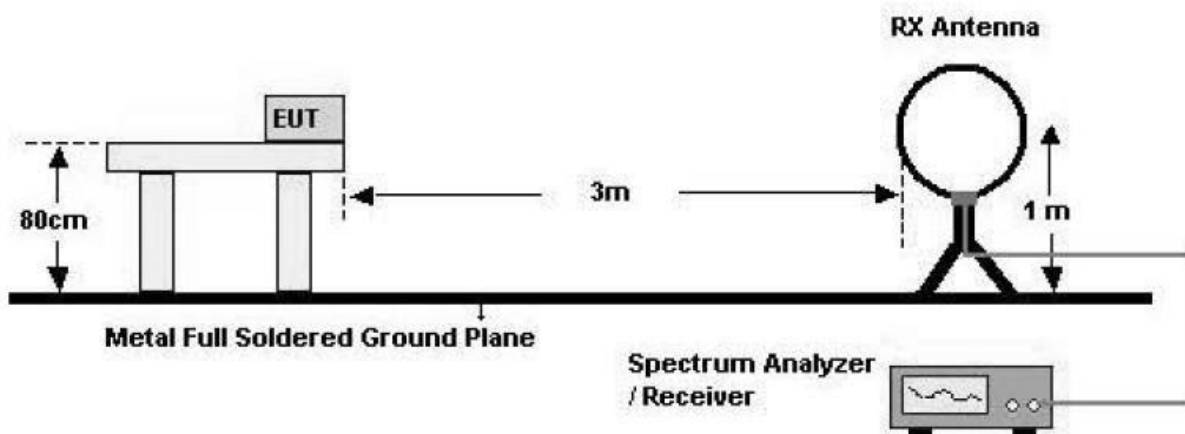 RX Antenna
EUT
80cm
3m
1 m
Metal Full Soldered Ground Plane
Spectrum Analyzer
/ Receiver